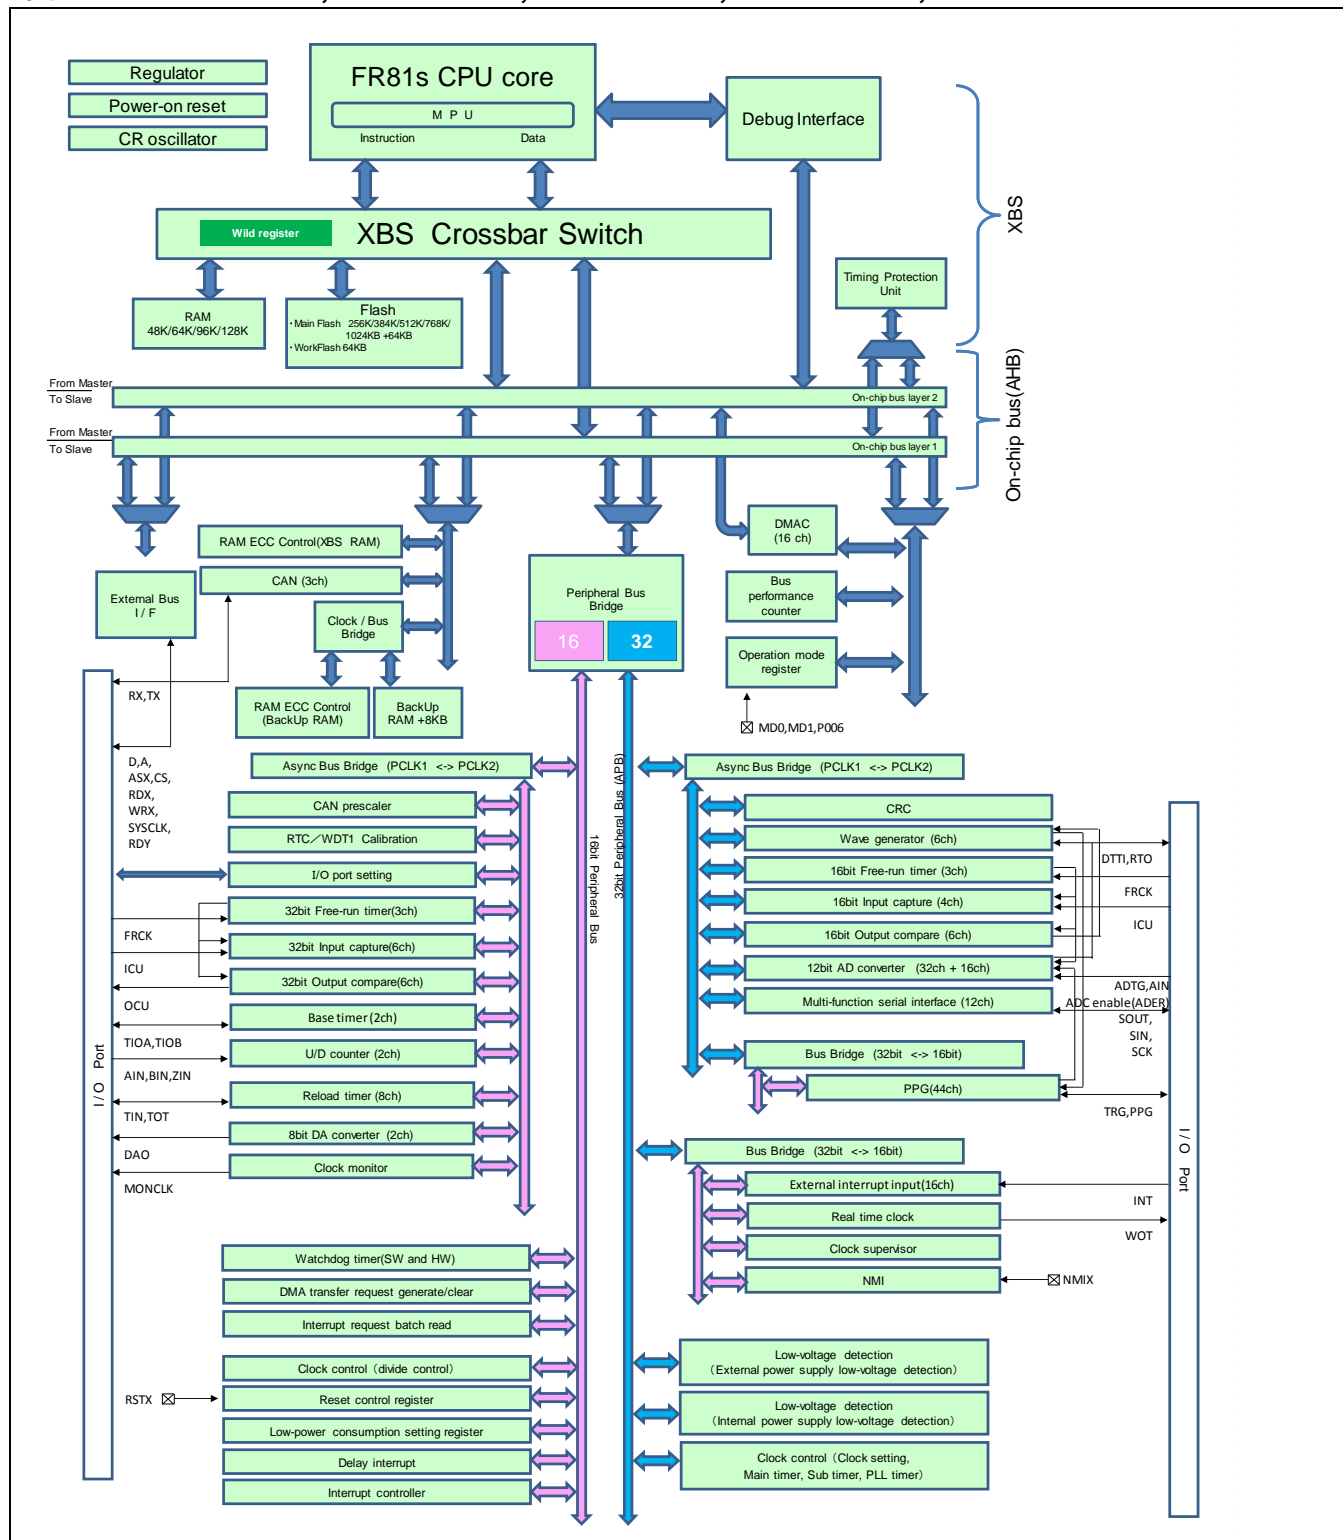 Regulator
Power-on reset
CR oscillator
FR81s CPU core
M P U
Instruction
Data
Debug Interface
XBS
Wild register
XBS Crossbar Switch
Timing Protection
Unit
RAM
48K/64K/96K/128K
Flash
・Main Flash 256K/384K/512K/768K/
1024KB +64KB
・WorkFlash 64KB
On-chip bus(AHB)
From Master
To Slave
On-chip bus layer 2
From Master
To Slave
On-chip bus layer 1
RAM ECC Control(XBS RAM)
CAN (3ch)
External Bus
I / F
Clock / Bus
Bridge
RAM ECC Control
(BackUp RAM)
BackUp
RAM +8KB
Peripheral Bus
Bridge
16
32
DMAC
(16 ch)
Bus
performance
counter
Operation mode
register
MD0,MD1,P006
RX,TX
D,A,
ASX,CS,
RDX,
WRX,
SYSCLK,
RDY
Async Bus Bridge (PCLK1 <-> PCLK2)
CAN prescaler
RTC／WDT1 Calibration
I/O port setting
32bit Free-run timer(3ch)
FRCK
32bit Input capture(6ch)
ICU
32bit Output compare(6ch)
OCU
Base timer (2ch)
TIOA,TIOB
U/D counter (2ch)
AIN,BIN,ZIN
Reload timer (8ch)
TIN,TOT
8bit DA converter (2ch)
DAO
Clock monitor
MONCLK
I / O Port
16bit Peripheral Bus
32bit Peripheral Bus (APB)
Async Bus Bridge (PCLK1 <-> PCLK2)
CRC
Wave generator (6ch)
DTTI,RTO
16bit Free-run timer (3ch)
FRCK
16bit Input capture (4ch)
ICU
16bit Output compare (6ch)
12bit AD converter (32ch + 16ch)
ADTG,AIN
ADC enable(ADER)
Multi-function serial interface (12ch)
SOUT,
SIN,
SCK
Bus Bridge (32bit <-> 16bit)
PPG(44ch)
TRG,PPG
I / O Port
Bus Bridge (32bit <-> 16bit)
External interrupt input(16ch)
INT
Real time clock
WOT
Clock supervisor
NMI
NMIX
Watchdog timer(SW and HW)
DMA transfer request generate/clear
Interrupt request batch read
Clock control（divide control）
RSTX
Reset control register
Low-power consumption setting register
Delay interrupt
Interrupt controller
Low-voltage detection
（External power supply low-voltage detection）
Low-voltage detection
（Internal power supply low-voltage detection）
Clock control（Clock setting,
Main timer, Sub timer, PLL timer）